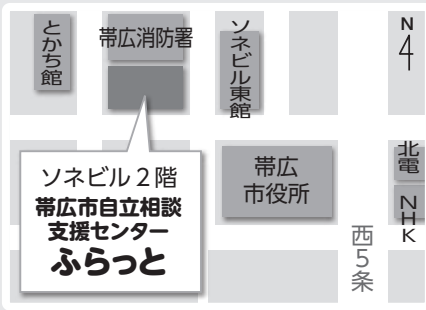 とかち館
帯広消防署
ソネビル東館
N
ソネビル2階
帯広市自立相談
支援センター
ふらっと
帯広
市役所
西5条
北電
NHK